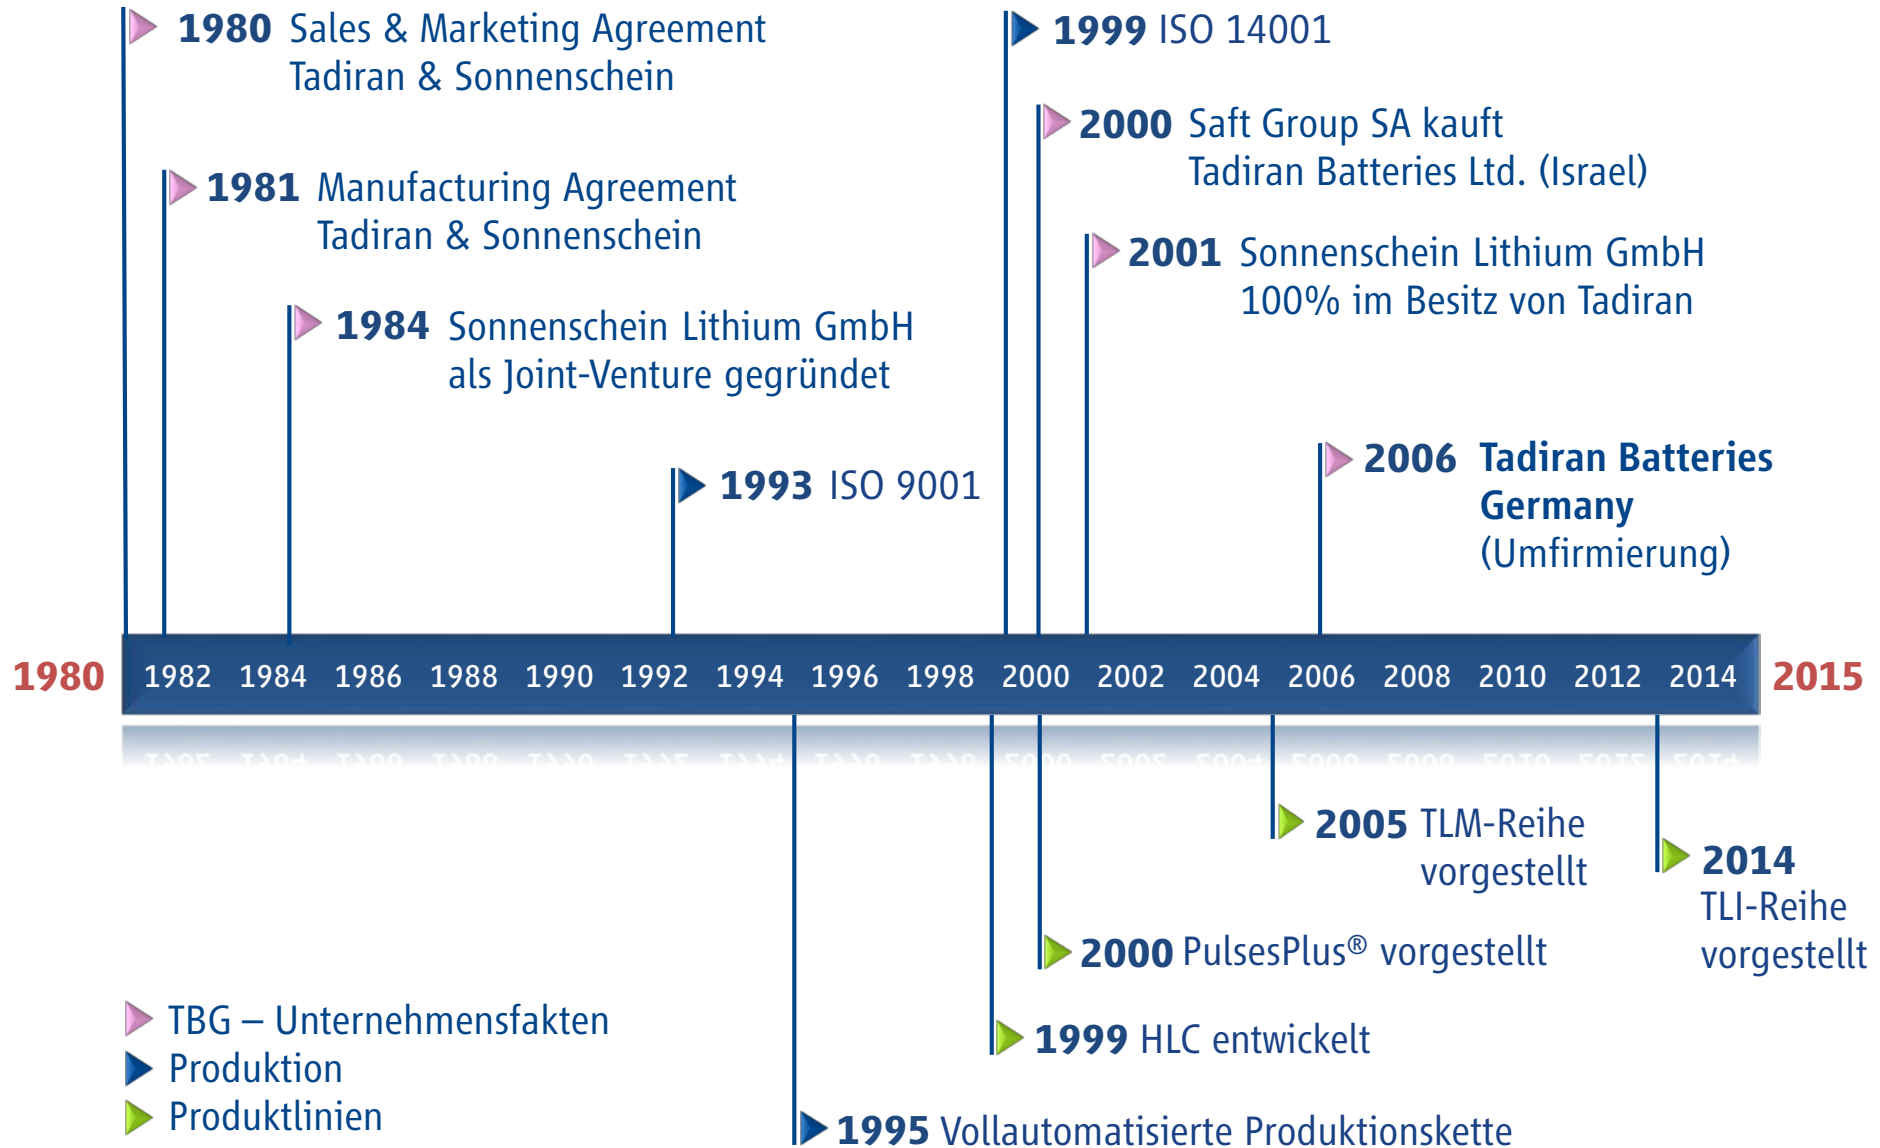 1980 Sales & Marketing Agreement
Tadiran & Sonnenschein
1981 Manufacturing Agreement
Tadiran & Sonnenschein
1984 Sonnenschein Lithium GmbH
als Joint-Venture gegründet
1993 ISO 9001
1999 ISO 14001
2000 Saft Group SA kauft
Tadiran Batteries Ltd. (Israel)
2001 Sonnenschein Lithium GmbH
100% im Besitz von Tadiran
2006 Tadiran Batteries
Germany
(Umfirmierung)
1980 1982 1984 1986 1988 1990 1992 1994 1996 1998 2000 2002 2004 2006 2008 2010 2012 2014 2015
2005 TLM-Reihe
vorgestellt
2014
TLI-Reihe
vorgestellt
2000 PulsesPlus® vorgestellt
1999 HLC entwickelt
1995 Vollautomatisierte Produktionskette
TBG – Unternehmensfakten
Produktion
Produktlinien